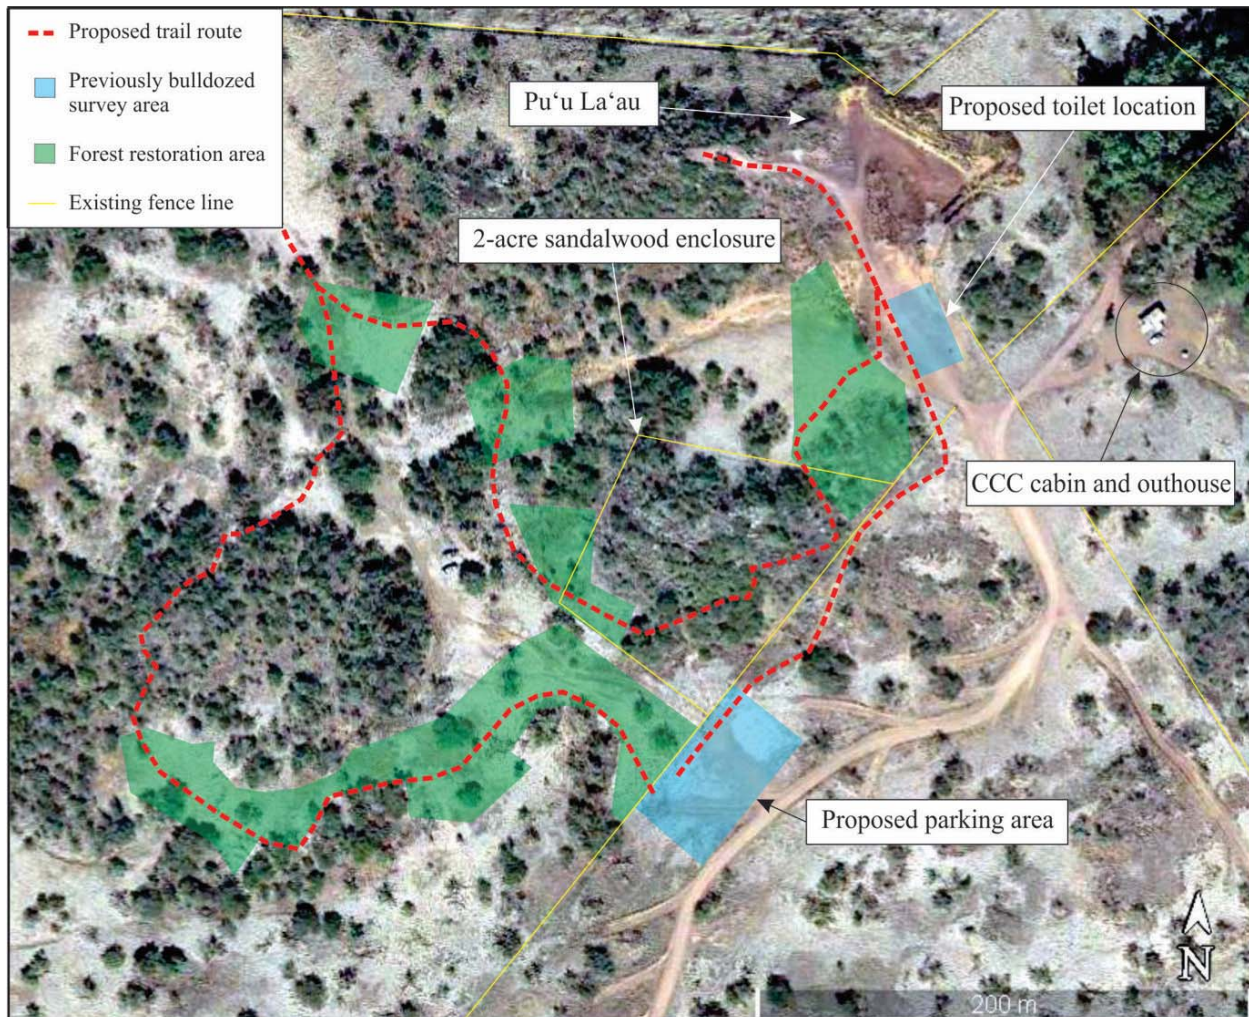 Proposed trail route
Previously bulldozed
survey area
Forest restoration area
Existing fence line
Pu‘u La‘au
Proposed toilet location
2-acre sandalwood enclosure
CCC cabin and outhouse
Proposed parking area
N
200 m